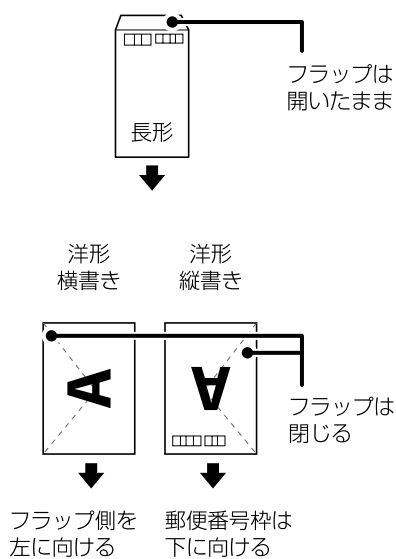 フラップは
開いたまま
長形
洋形
横書き
洋形
縦書き
A
A
フラップは
閉じる
フラップ側を
左に向ける
郵便番号枠は
下に向ける